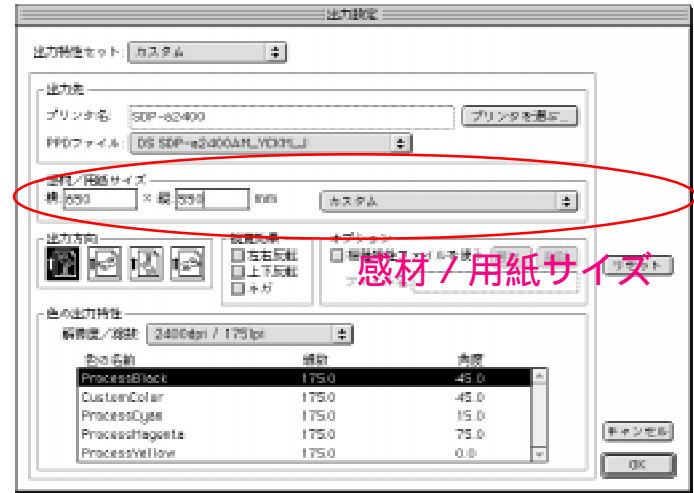 出力設定
出力特性セット: カスタム
出力先
プリンタ名: SDP-e2400 プリンタを選ぶ...
PPDファイル:
感材/用紙サイズ
横: 650 × 縦: 550 mm カスタム
出力方向
オプション
左右反転
上下反転
ネガ
感材 / 用紙サイズ
リセット
色の出力特性
解像度/線数: 2400dpi / 175lpi
色の名前 線数 角度
ProcessBlack 175.0 45.0
CustomColor 175.0 45.0
ProcessCyan 175.0 15.0
ProcessMagenta 175.0 75.0
ProcessYellow 175.0 0.0
キャンセル
OK